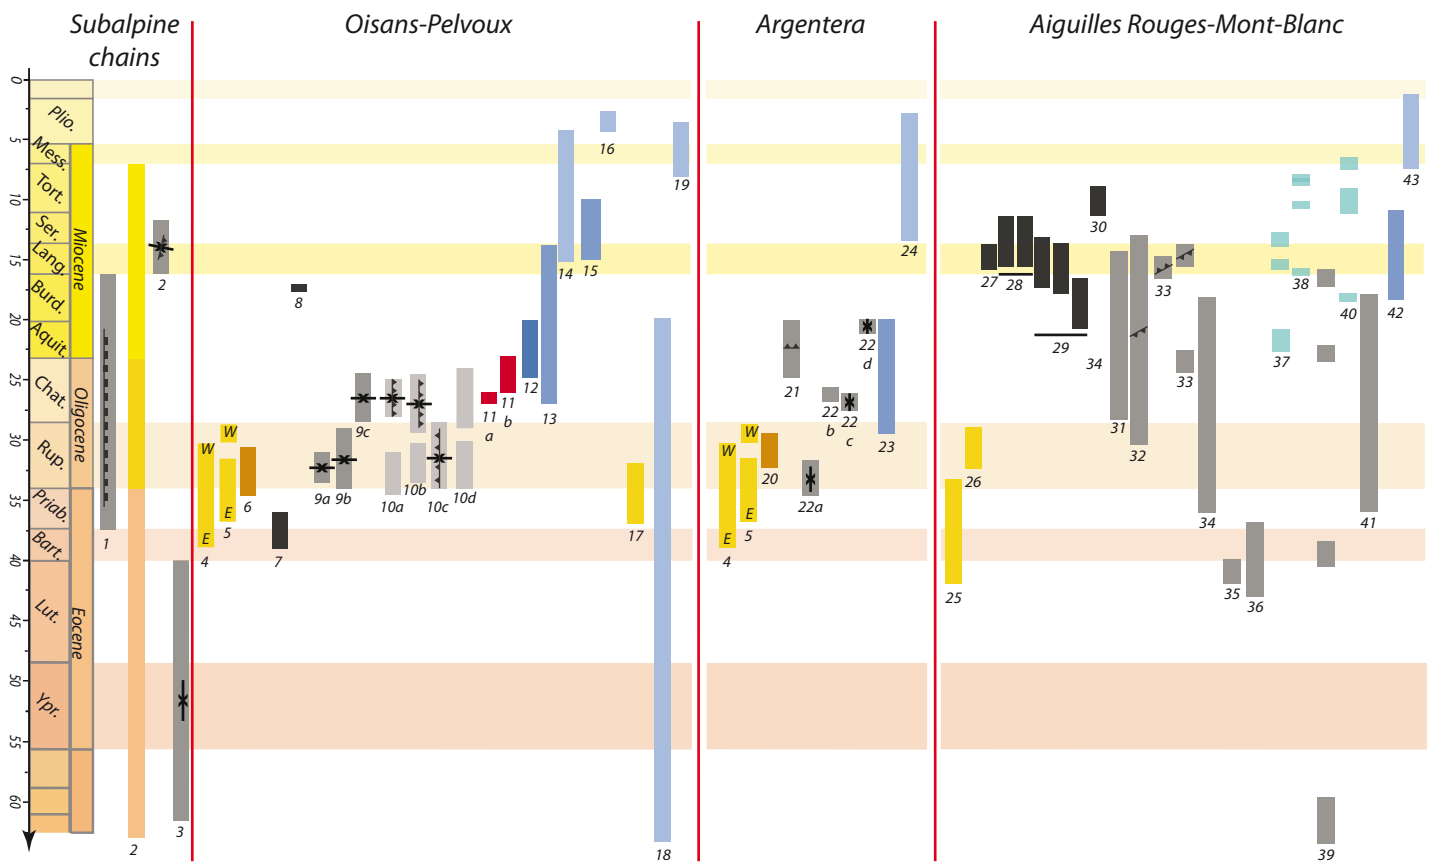 Subalpine
chains
Oisans-Pelvoux
Argentera
Aiguilles Rouges-Mont-Blanc
0
5
10
15
20
25
30
35
40
45
50
55
60
Plio.
Mess.
Tort.
Ser.
Lang.
Burd.
Aquit.
Chat.
Rup.
Priab.
Bart.
Lut.
Ypr.
Miocene
Oligocene
Eocene
1
2
2
3
W
E
4
W
E
5
6
7
8
9a
9b
9c
10a
10b
10c
10d
11
a
11
b
12
13
14
15
16
17
18
19
W
E
4
W
E
5
20
21
22a
22
b
22
c
22
d
23
24
25
26
27
28
29
30
31
32
33
33
34
34
35
36
37
38
39
40
41
42
43